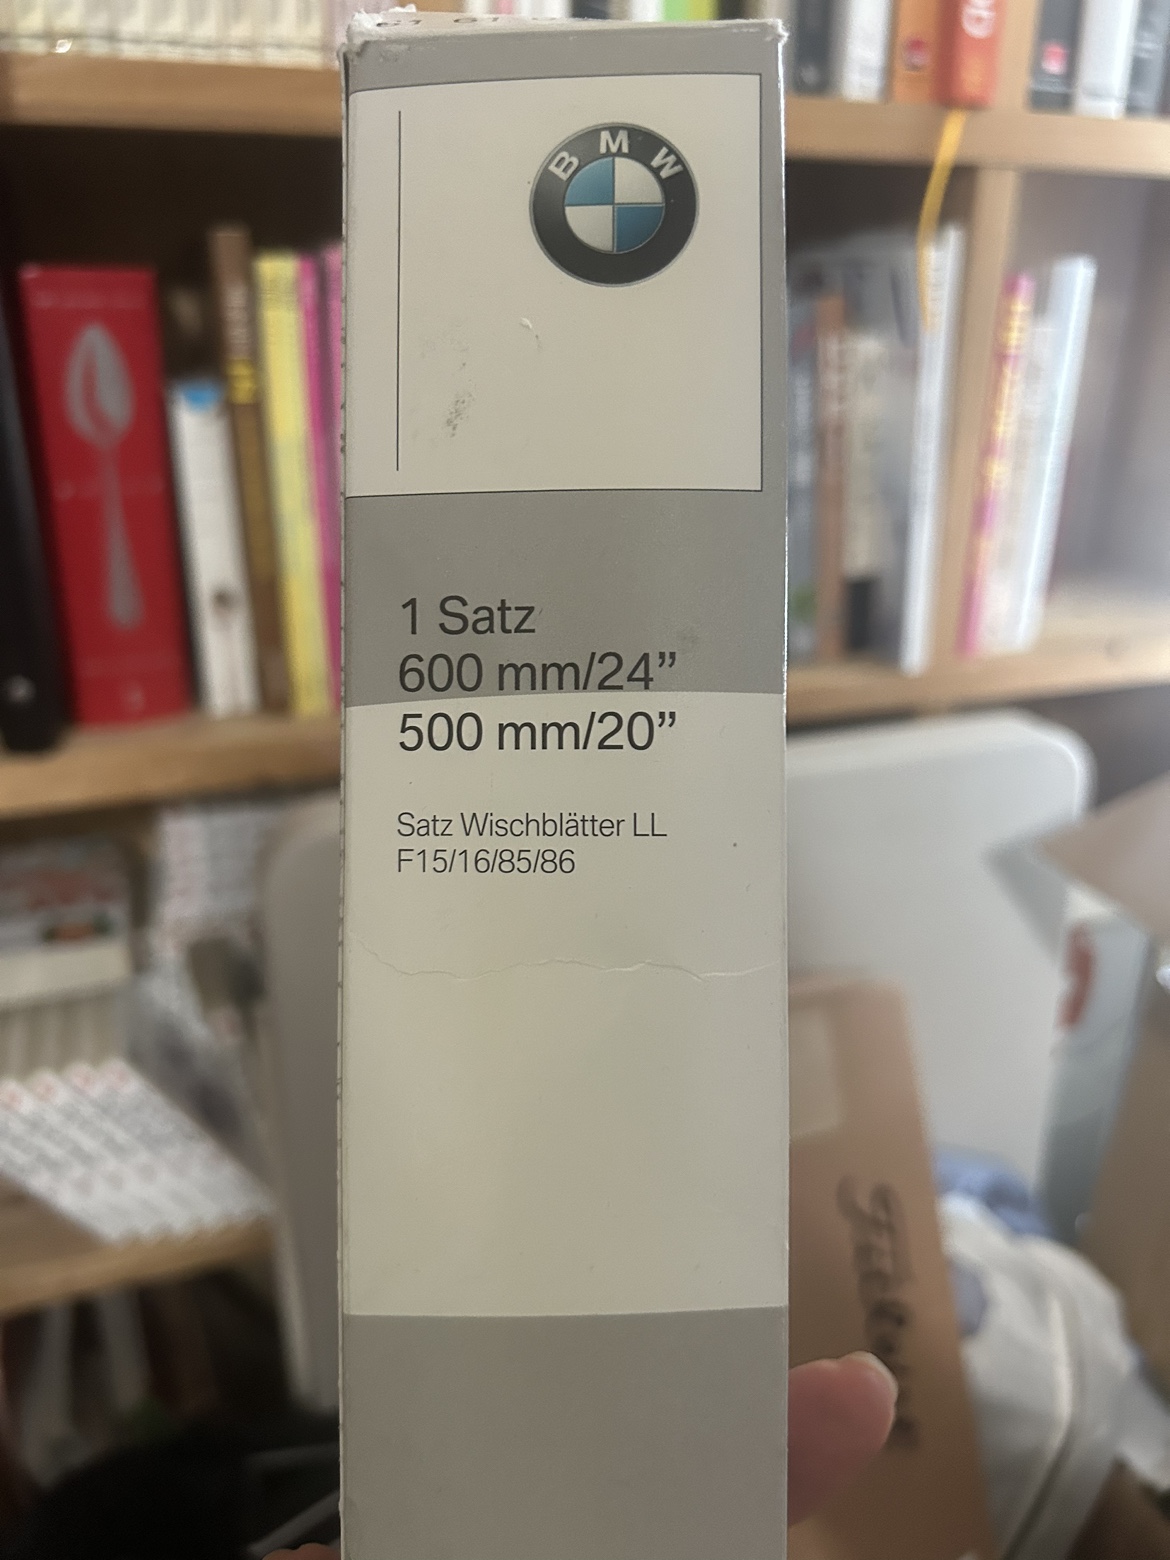 BMW
1 Satz
600 mm/24”
500 mm/20”
Satz Wischblätter LL
F15/16/85/86